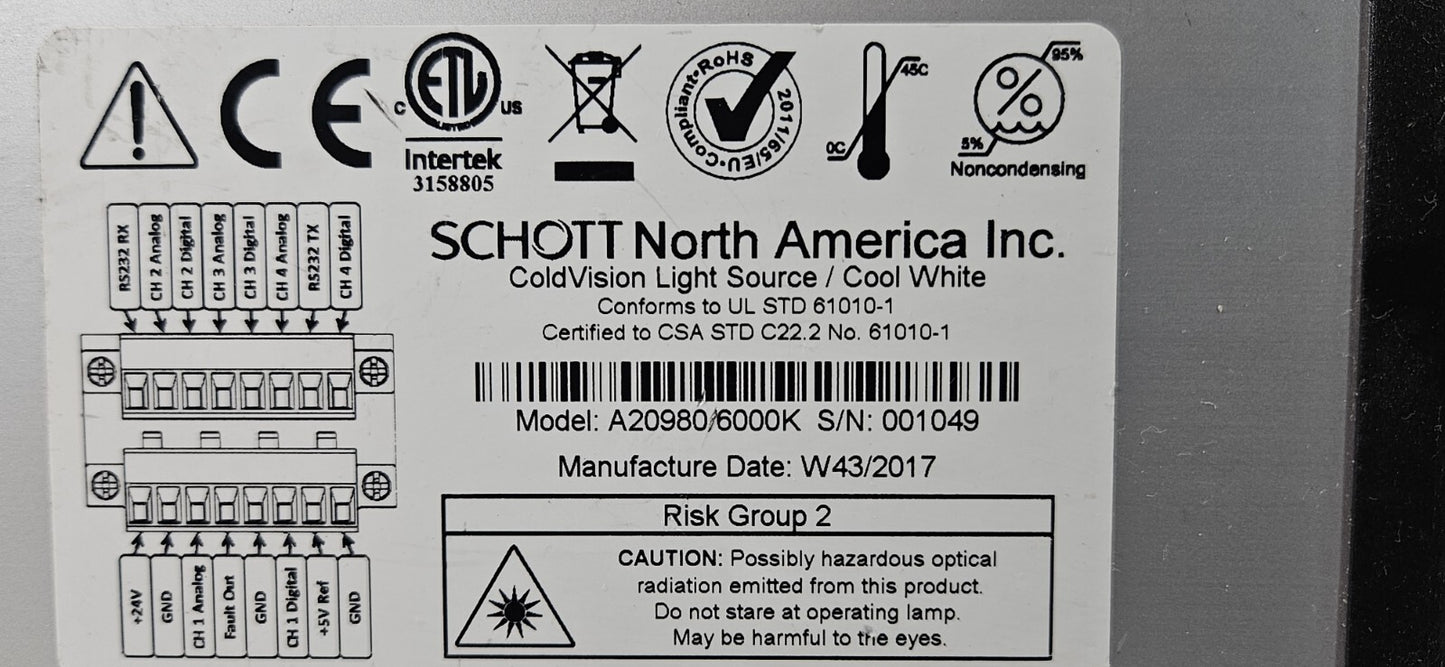 CE
C ETL US
LISTED
Intertek
3158805
Compliant•RoHS
2011/65/EU•
45C
0C
95%
%
5%
Noncondensing
RS232 RX
CH 2 Analog
CH 2 Digital
CH 3 Analog
CH 3 Digital
CH 4 Analog
RS232 TX
CH 4 Digital
+24V
GND
CH 1 Analog
Fault Out
GND
CH 1 Digital
+5V Ref
GND
SCHOTT North America Inc.
ColdVision Light Source / Cool White
Conforms to UL STD 61010-1
Certified to CSA STD C22.2 No. 61010-1
Model: A20980/6000K S/N: 001049
Manufacture Date: W43/2017
Risk Group 2
CAUTION: Possibly hazardous optical
radiation emitted from this product.
Do not stare at operating lamp.
May be harmful to the eyes.